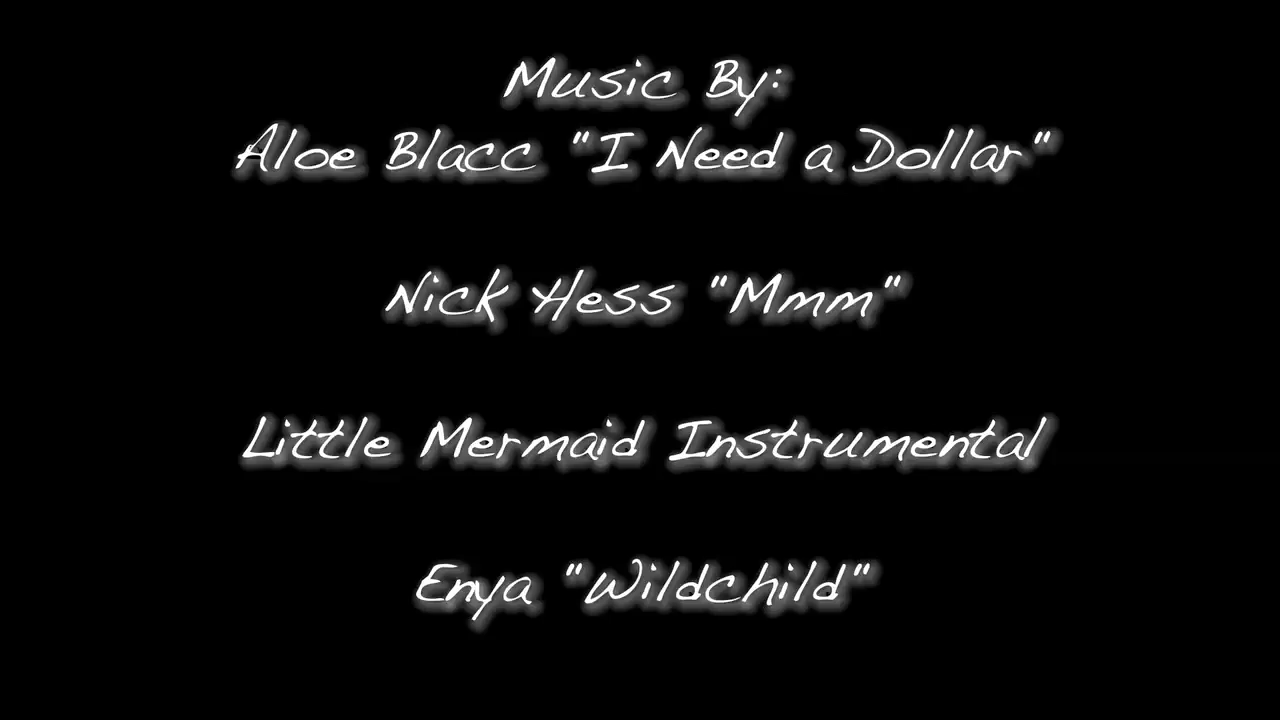 Music By:
Aloe Blacc "I Need a Dollar"
Nick Hess "Mmm"
Little Mermaid Instrumental
Enya "Wildchild"